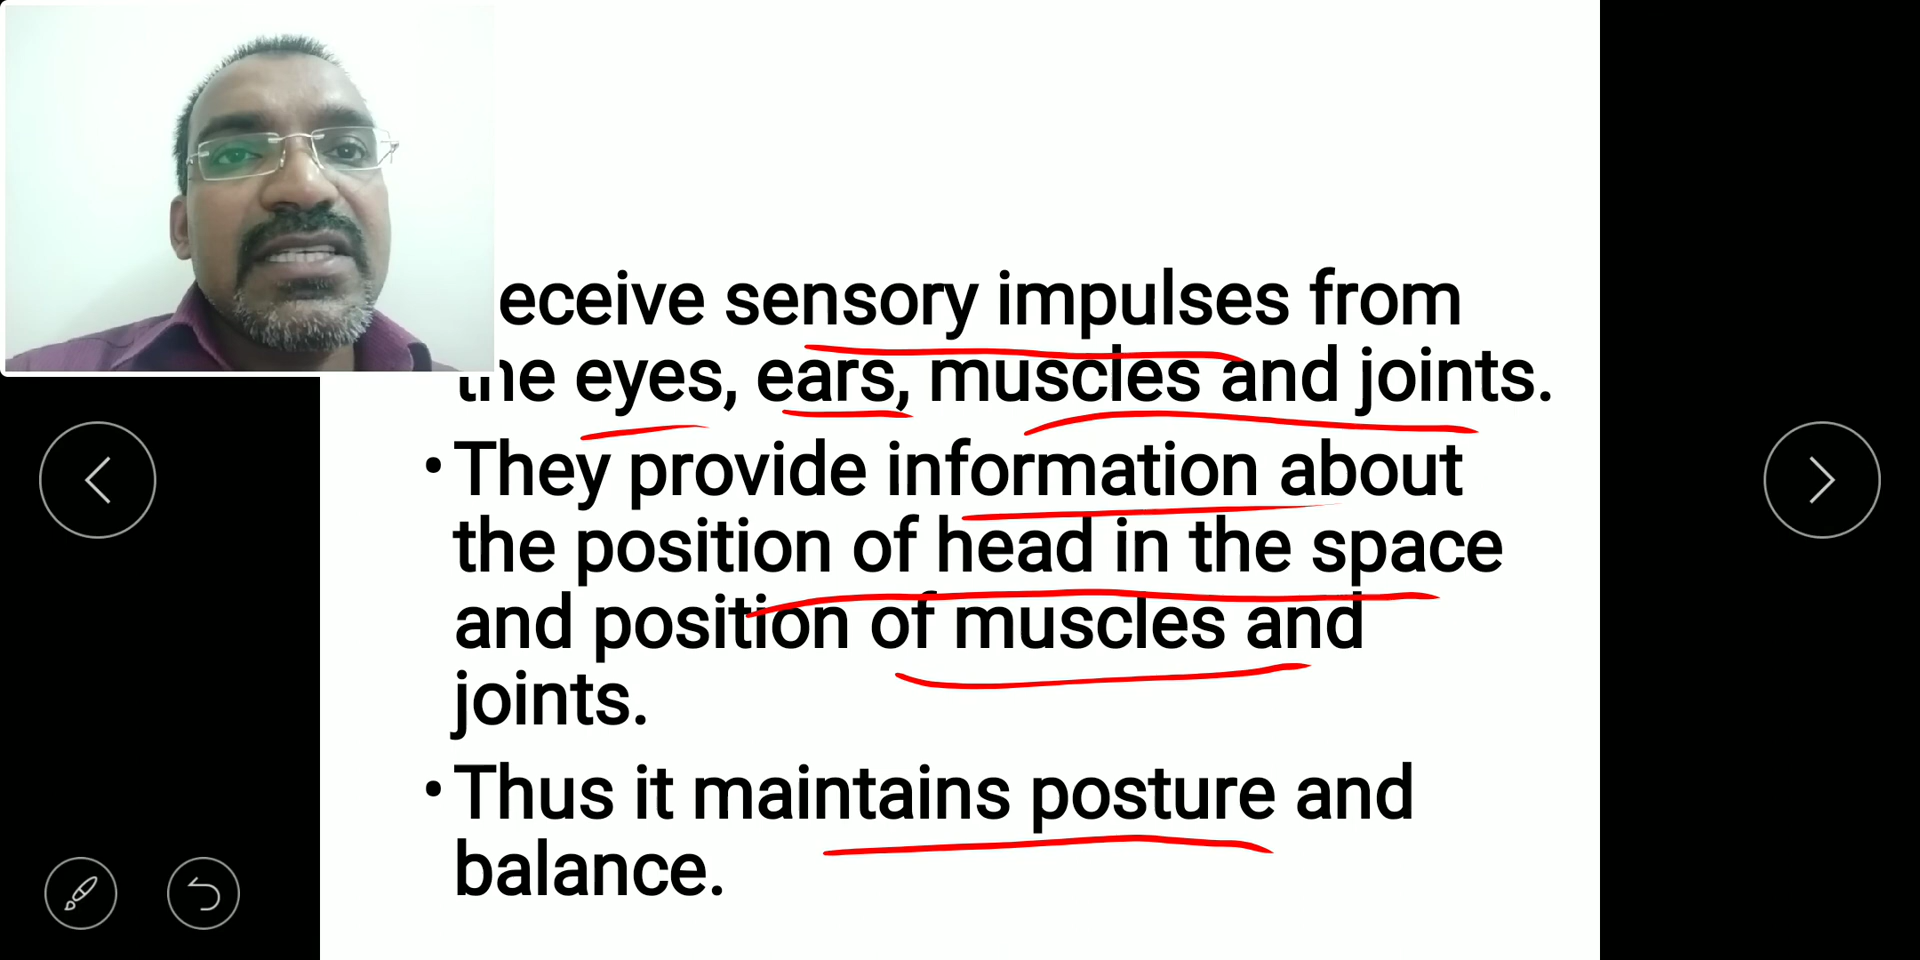 eceive sensory impulses from
the eyes, ears, muscles and joints.
• They provide information about
the position of head in the space
and position of muscles and
joints.
• Thus it maintains posture and
balance.